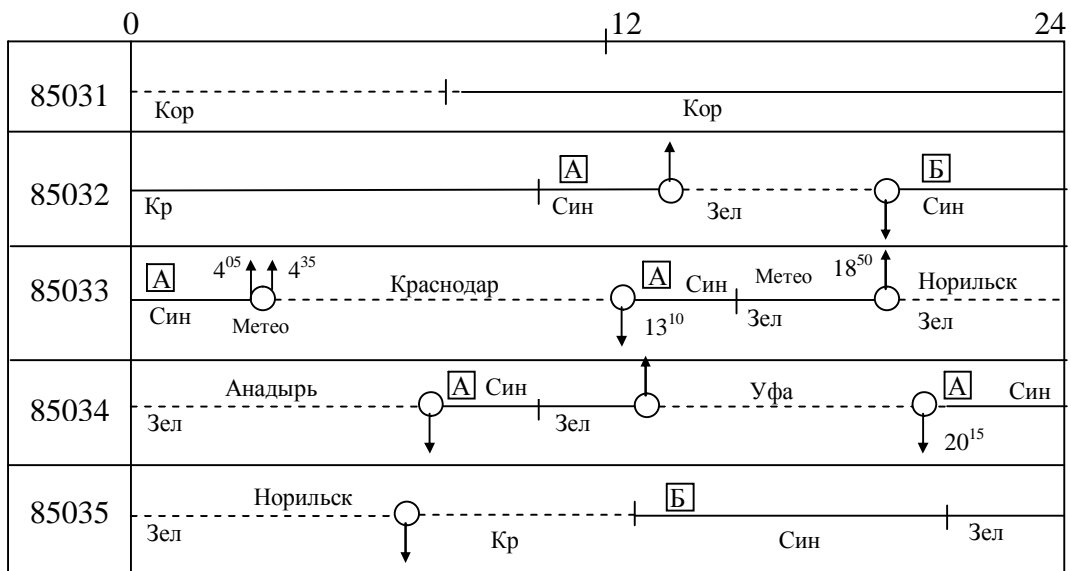 0 12 24
85031
Кор Кор
А Б
85032
Кр Син Зел Син
А 4⁰⁵ 4³⁵ Краснодар А Син Метео 18⁵⁰ Норильск
85033
Син Метео 13¹⁰ Зел Зел
Анадырь А Син Уфа А Син
85034
Зел Зел 20¹⁵
Норильск Б
85035
Зел Кр Син Зел